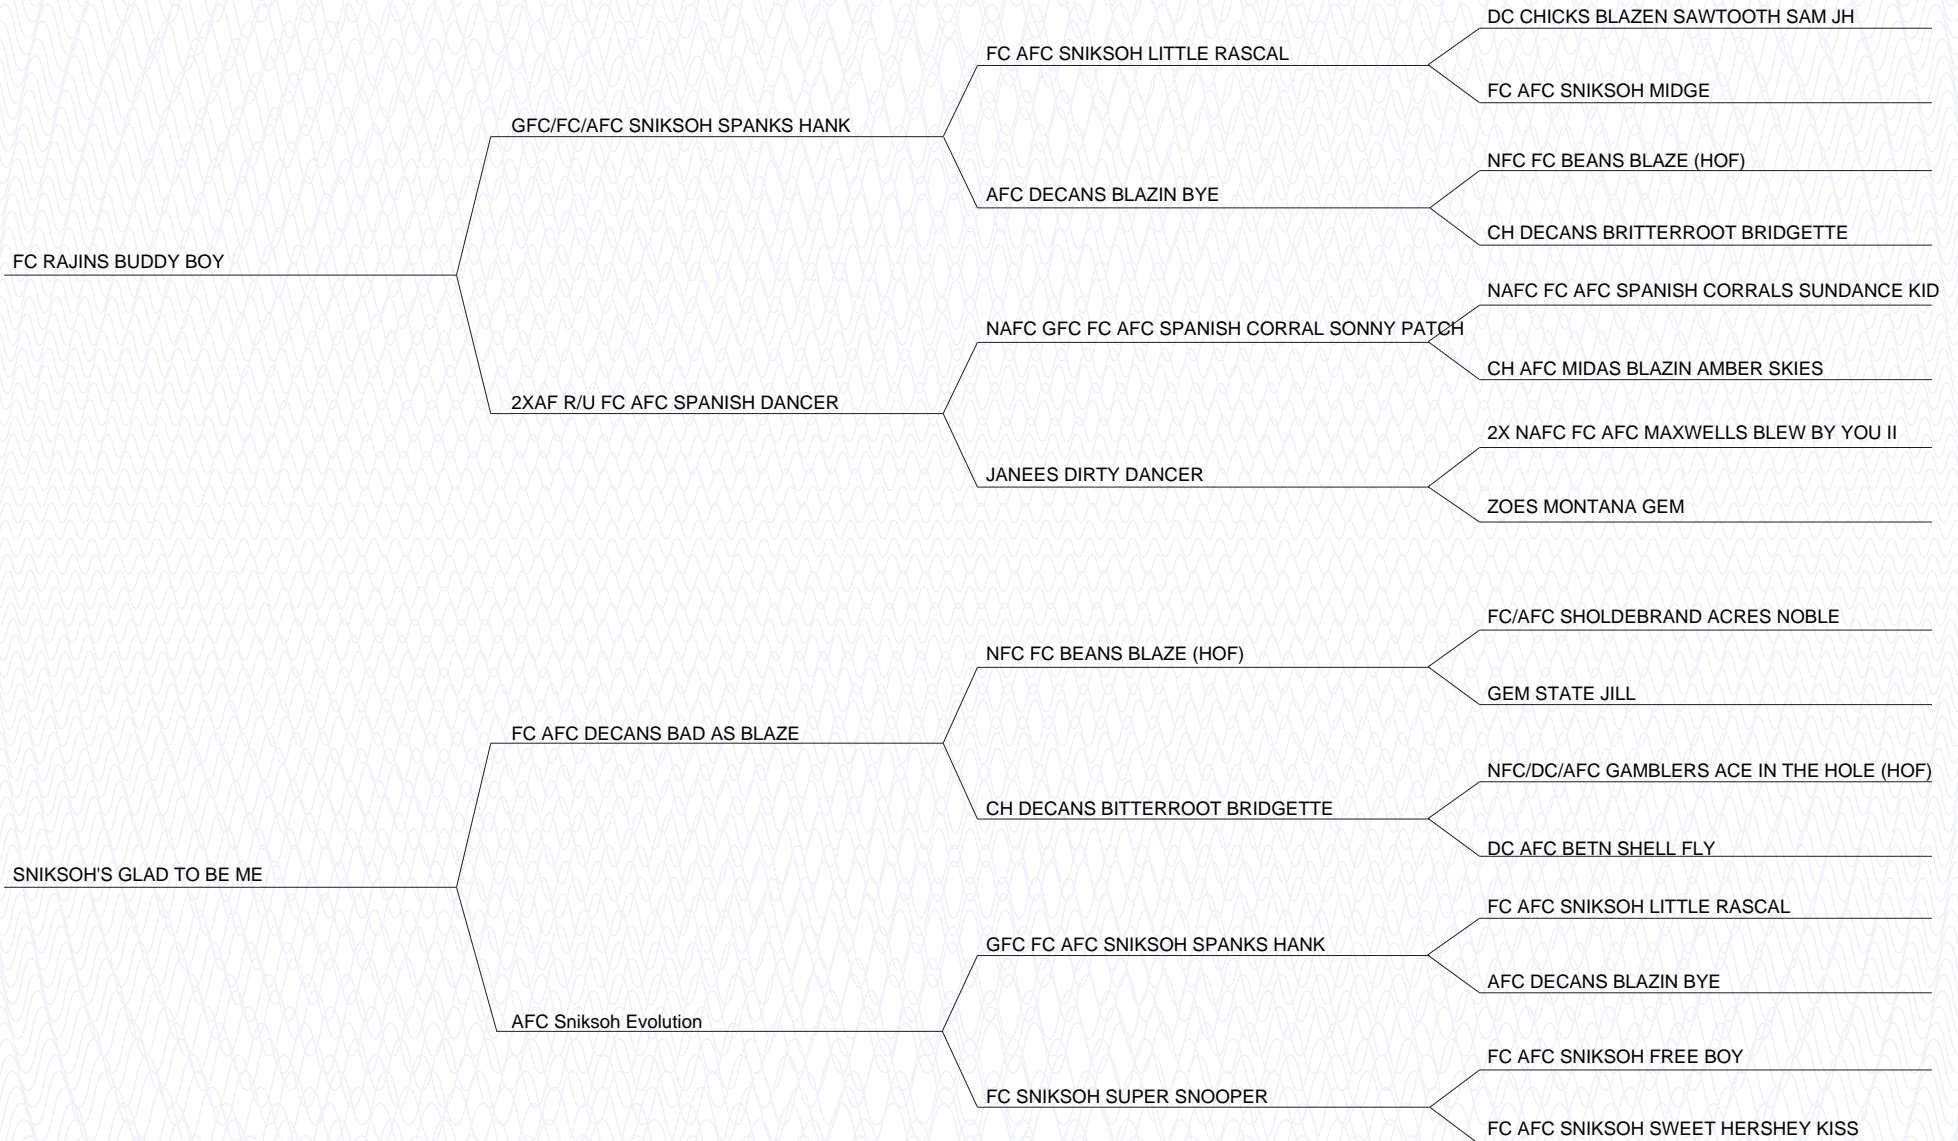 DC CHICKS BLAZEN SAWTOOTH SAM JH
FC AFC SNIKSOH LITTLE RASCAL
FC AFC SNIKSOH MIDGE
GFC/FC/AFC SNIKSOH SPANKS HANK
NFC FC BEANS BLAZE (HOF)
AFC DECANS BLAZIN BYE
CH DECANS BRITTERROOT BRIDGETTE
FC RAJINS BUDDY BOY
NAFC FC AFC SPANISH CORRALS SUNDANCE KID
NAFC GFC FC AFC SPANISH CORRAL SONNY PATCH
CH AFC MIDAS BLAZIN AMBER SKIES
2XAF R/U FC AFC SPANISH DANCER
2X NAFC FC AFC MAXWELLS BLEW BY YOU II
JANEES DIRTY DANCER
ZOES MONTANA GEM
FC/AFC SHOLDEBRAND ACRES NOBLE
NFC FC BEANS BLAZE (HOF)
GEM STATE JILL
FC AFC DECANS BAD AS BLAZE
NFC/DC/AFC GAMBLERS ACE IN THE HOLE (HOF)
CH DECANS BITTERROOT BRIDGETTE
DC AFC BETN SHELL FLY
SNIKSOH'S GLAD TO BE ME
FC AFC SNIKSOH LITTLE RASCAL
GFC FC AFC SNIKSOH SPANKS HANK
AFC DECANS BLAZIN BYE
AFC Sniksoh Evolution
FC AFC SNIKSOH FREE BOY
FC SNIKSOH SUPER SNOOPER
FC AFC SNIKSOH SWEET HERSHEY KISS